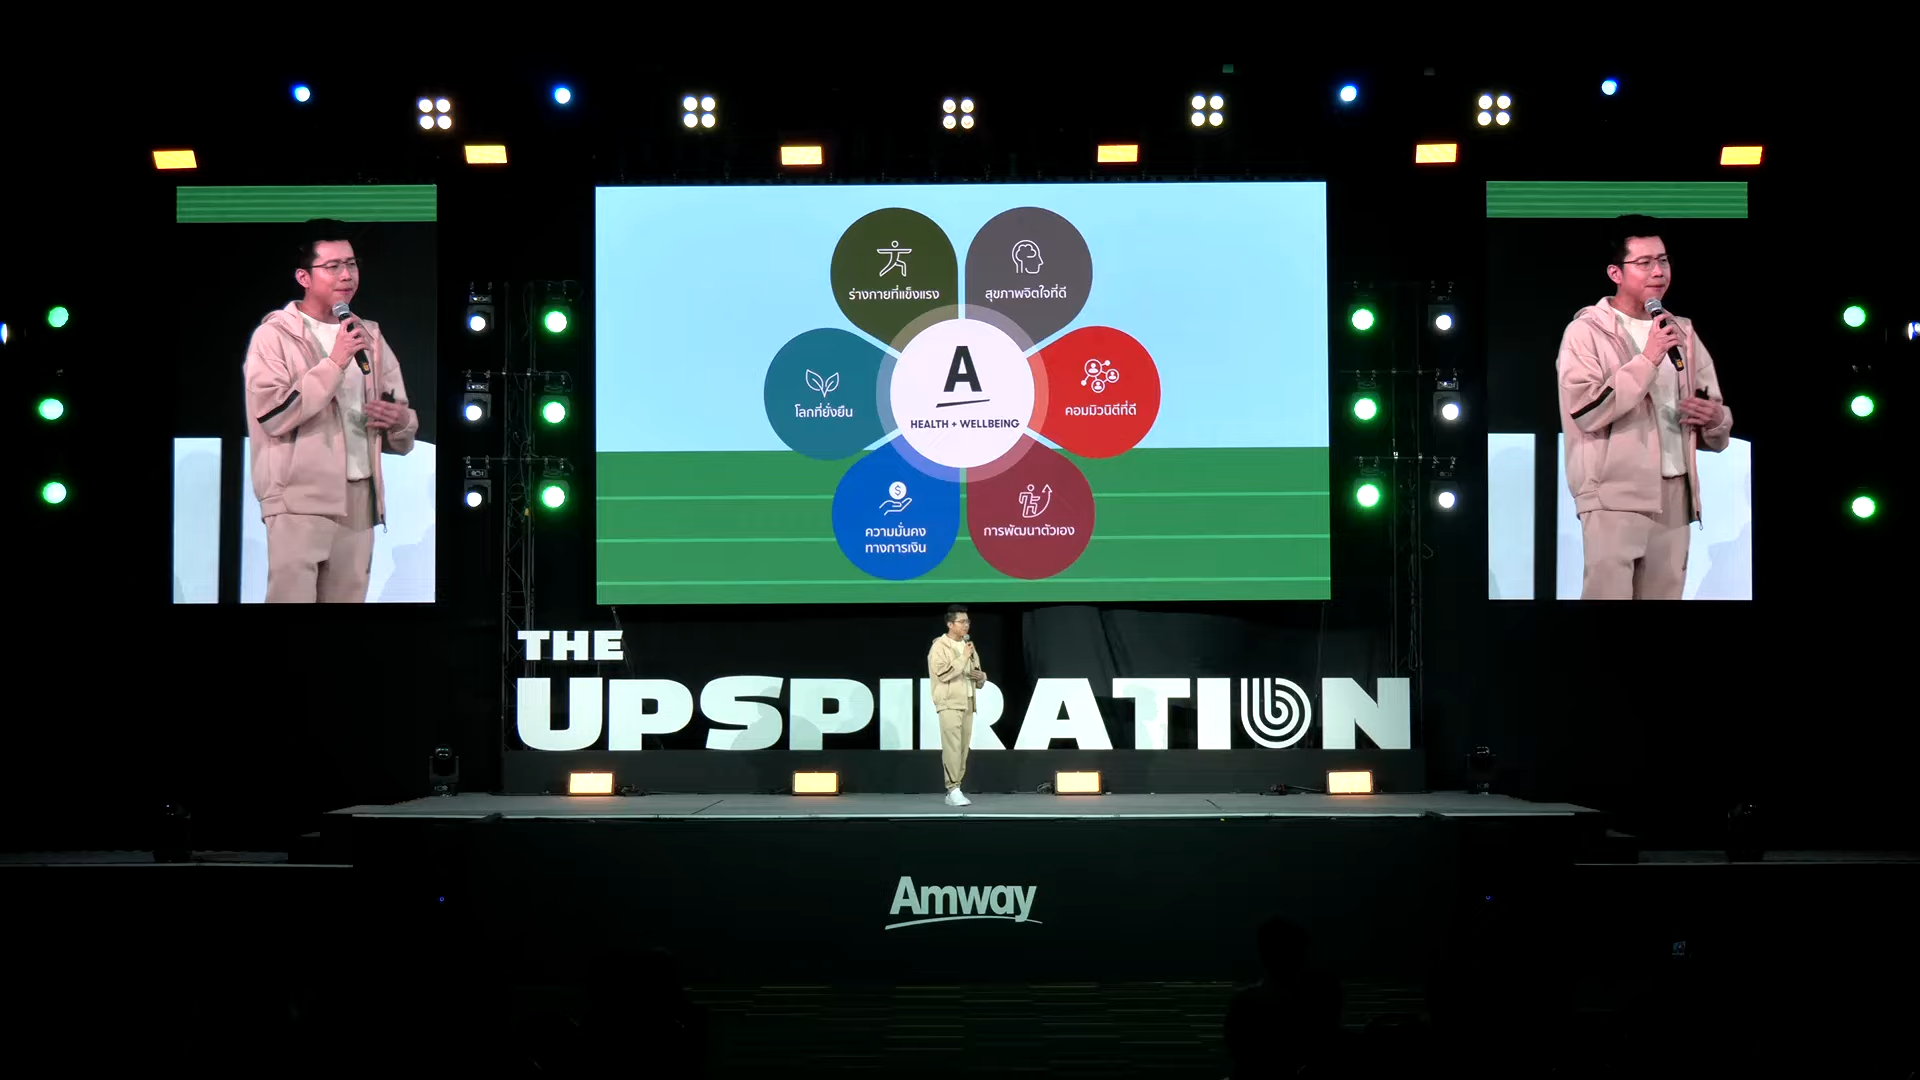 ร่างกายที่แข็งแรง
สุขภาพจิตใจที่ดี
โลกที่ยั่งยืน
A
HEALTH + WELLBEING
คอมมิวนิตีที่ดี
ความมั่นคง
ทางการเงิน
การพัฒนาตัวเอง
THE
UPSPIRATION
Amway